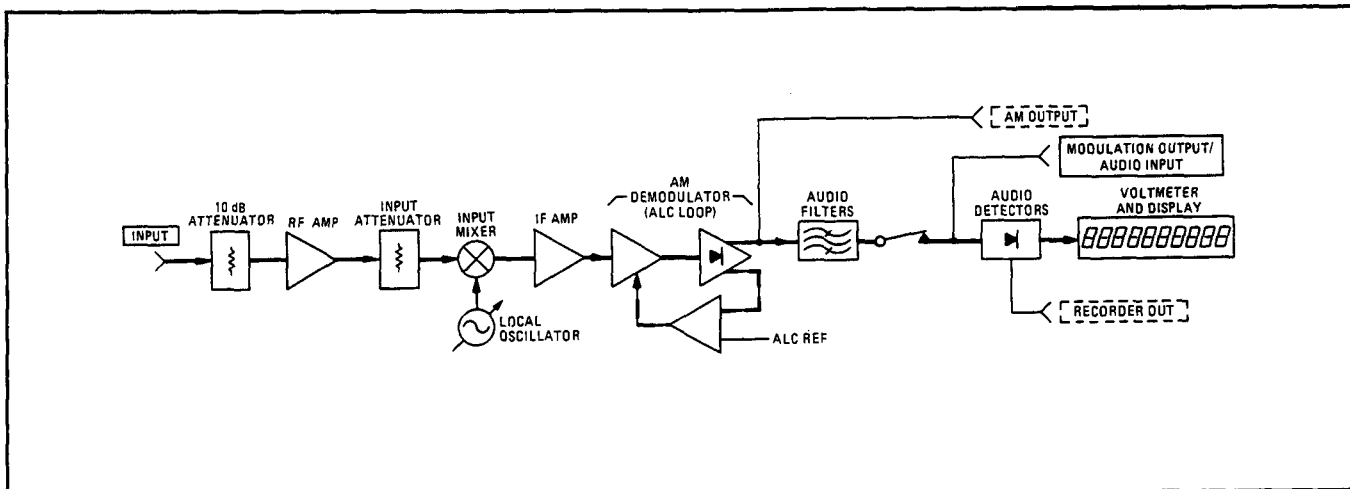 AM OUTPUT
MODULATION OUTPUT/
AUDIO INPUT
AM
DEMODULATOR
(ALC LOOP)
AUDIO
FILTERS
AUDIO
DETECTORS
VOLTMETER
AND DISPLAY
10 dB
ATTENUATOR
RF AMP
INPUT
ATTENUATOR
INPUT
MIXER
IF AMP
INPUT
8888888888
LOCAL
OSCILLATOR
ALC REF
RECORDER OUT